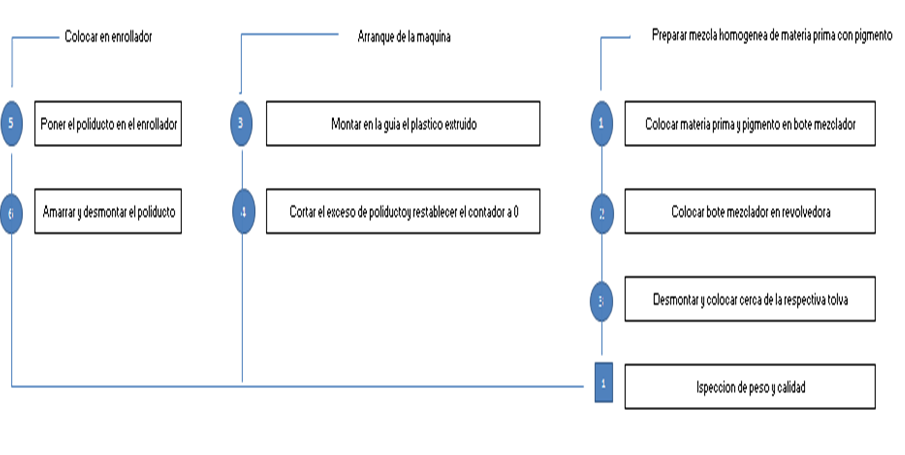 Colocar en enrollador
Arranque de la maquina
Preparar mezcla homogenea de materia prima con pigmento
5
Poner el poliducto en el enrollador
3
Montar en la guia el plastico extruido
1
Colocar materia prima y pigmento en bote mezclador
6
Amarrar y desmontar el poliducto
4
Cortar el exceso de poliductoy restablecer el contador a 0
2
Colocar bote mezclador en revolvedora
3
Desmontar y colocar cerca de la respectiva tolva
1
Ispeccion de peso y calidad